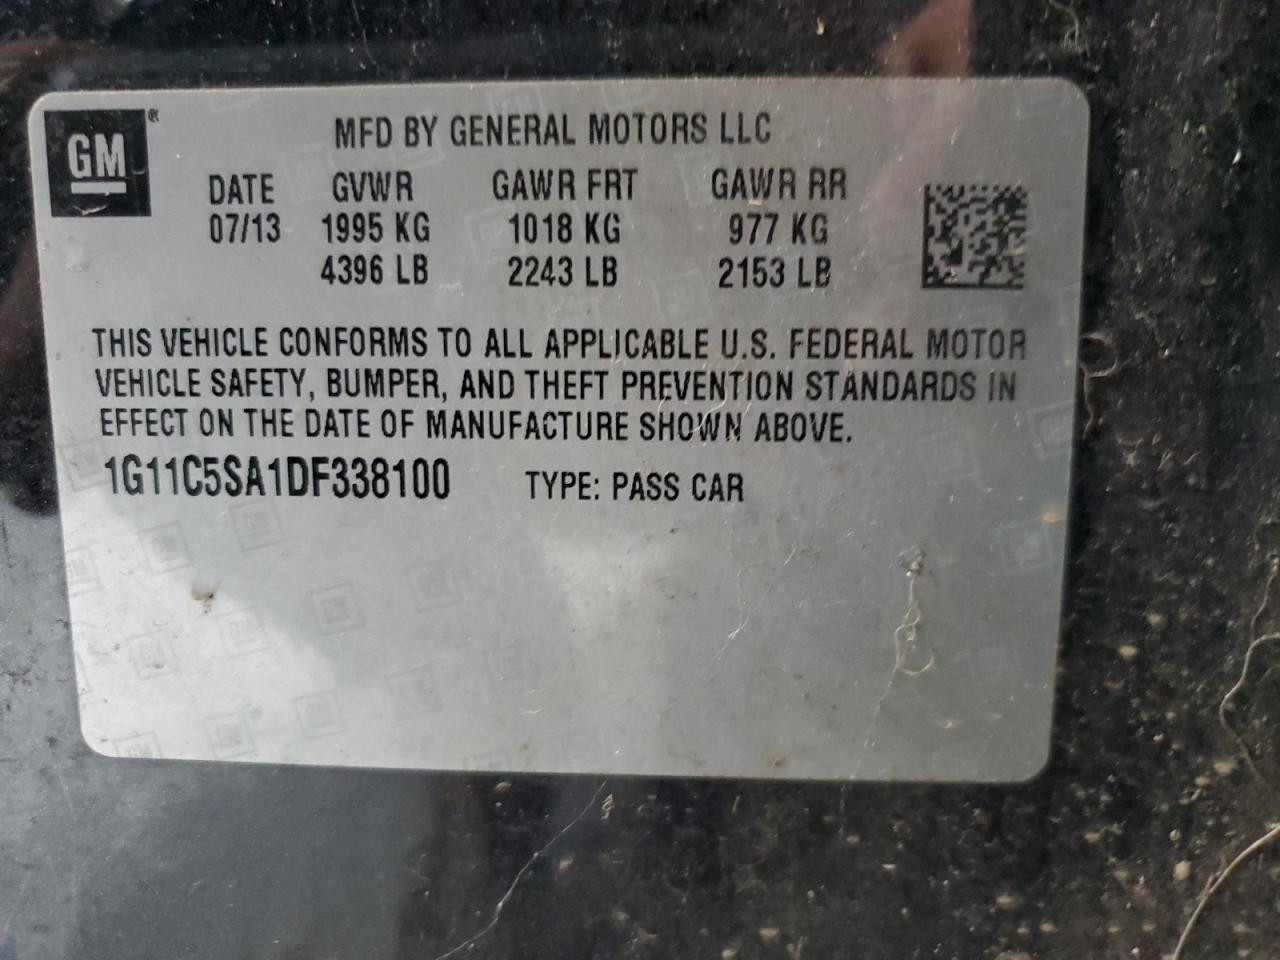 GM®
MFD BY GENERAL MOTORS LLC
DATE GVWR GAWR FRT GAWR RR
07/13 1995 KG 1018 KG 977 KG
4396 LB 2243 LB 2153 LB
THIS VEHICLE CONFORMS TO ALL APPLICABLE U.S. FEDERAL MOTOR
VEHICLE SAFETY, BUMPER, AND THEFT PREVENTION STANDARDS IN
EFFECT ON THE DATE OF MANUFACTURE SHOWN ABOVE.
1G11C5SA1DF338100 TYPE: PASS CAR